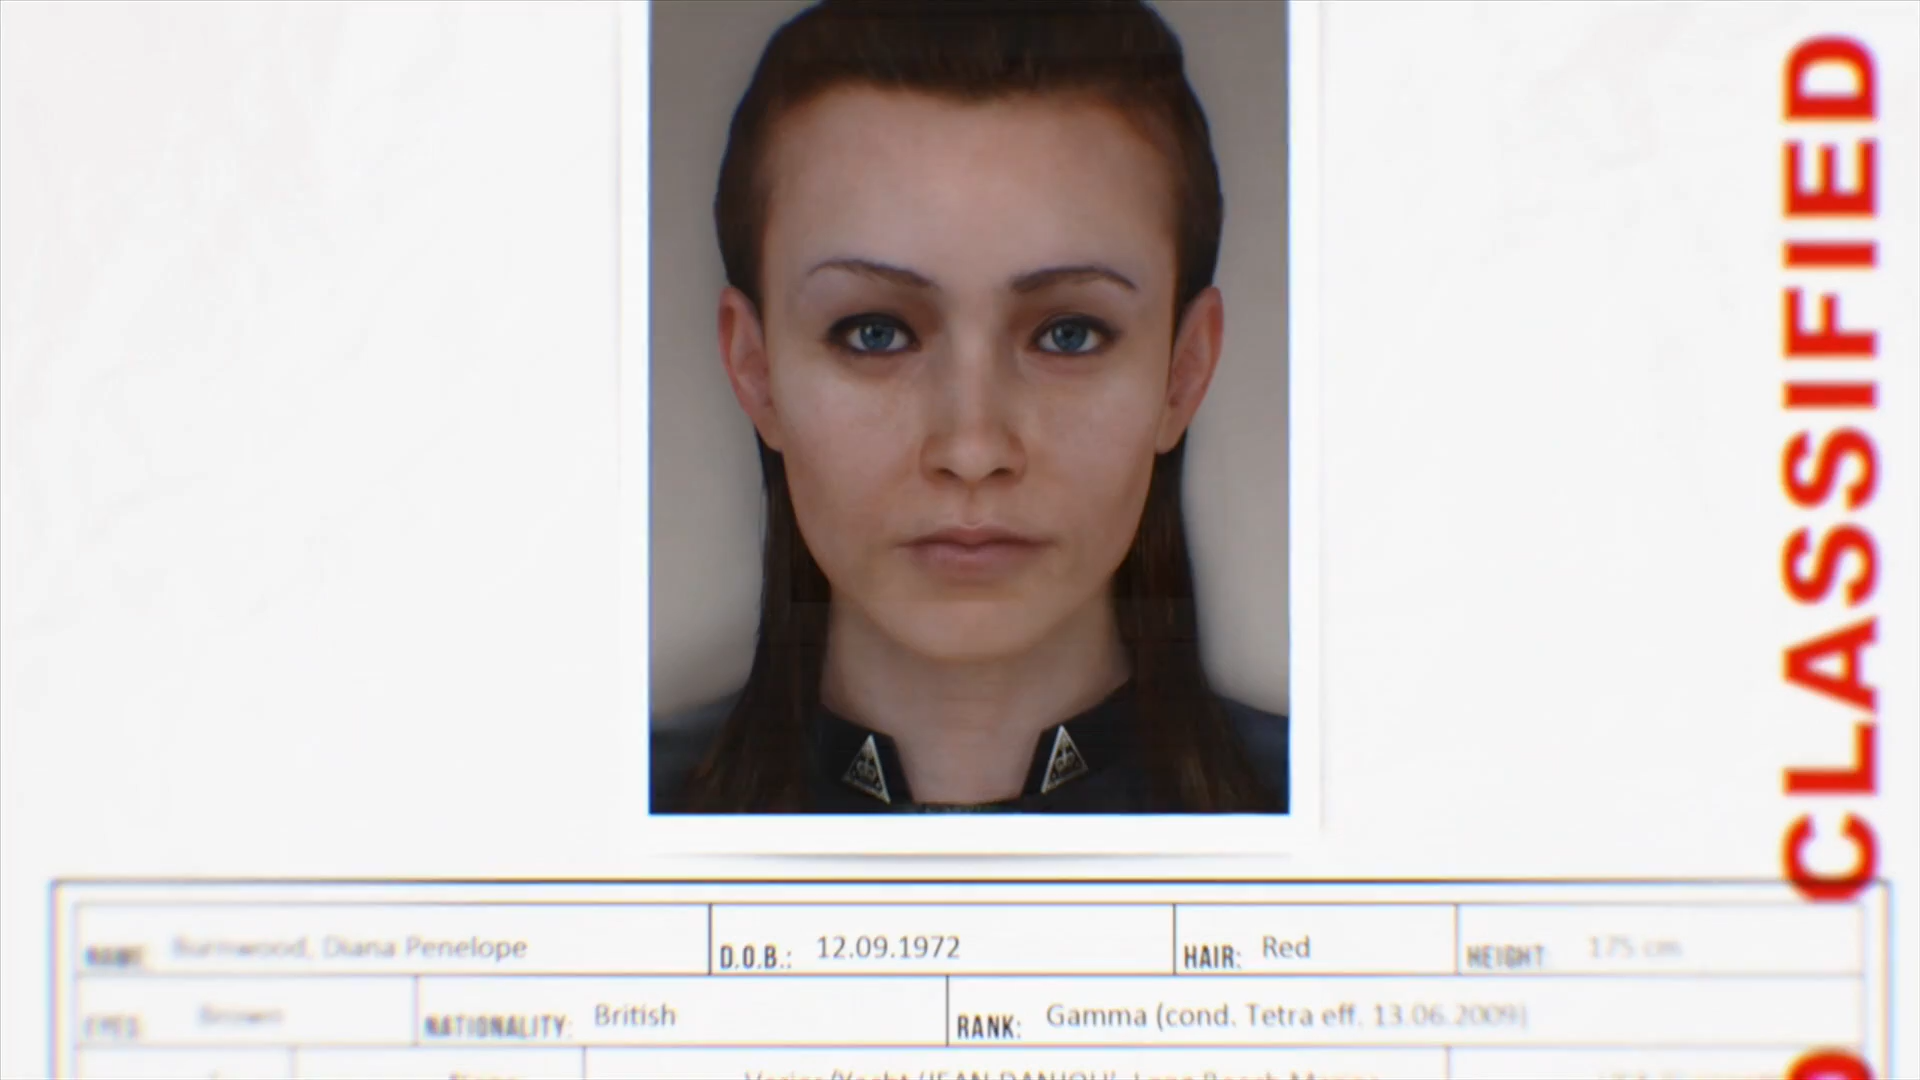 CLASSIFIED
NAME: Burnwood, Diana Penelope D.O.B.: 12.09.1972 HAIR: Red HEIGHT: 175 cm
EYES: Brown NATIONALITY: British RANK: Gamma (cond. Tetra eff. 13.06.2009)